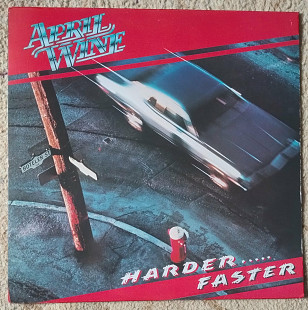 APRIL
WINE
HARDER.....
FASTER